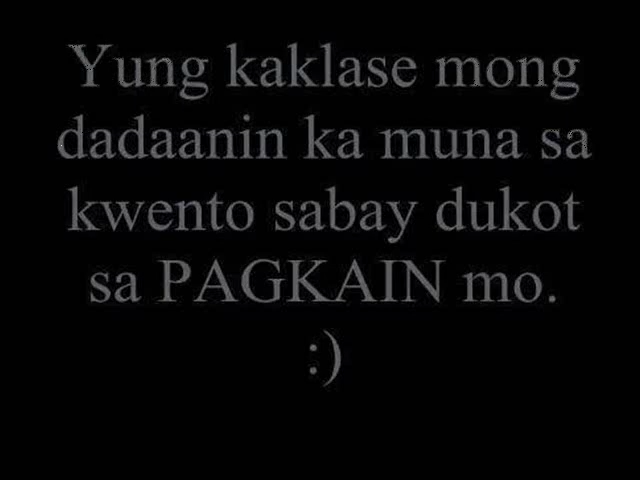 Yung kaklase mong
dadaanin ka muna sa
kwento sabay dukot
sa PAGKAIN mo.
:)